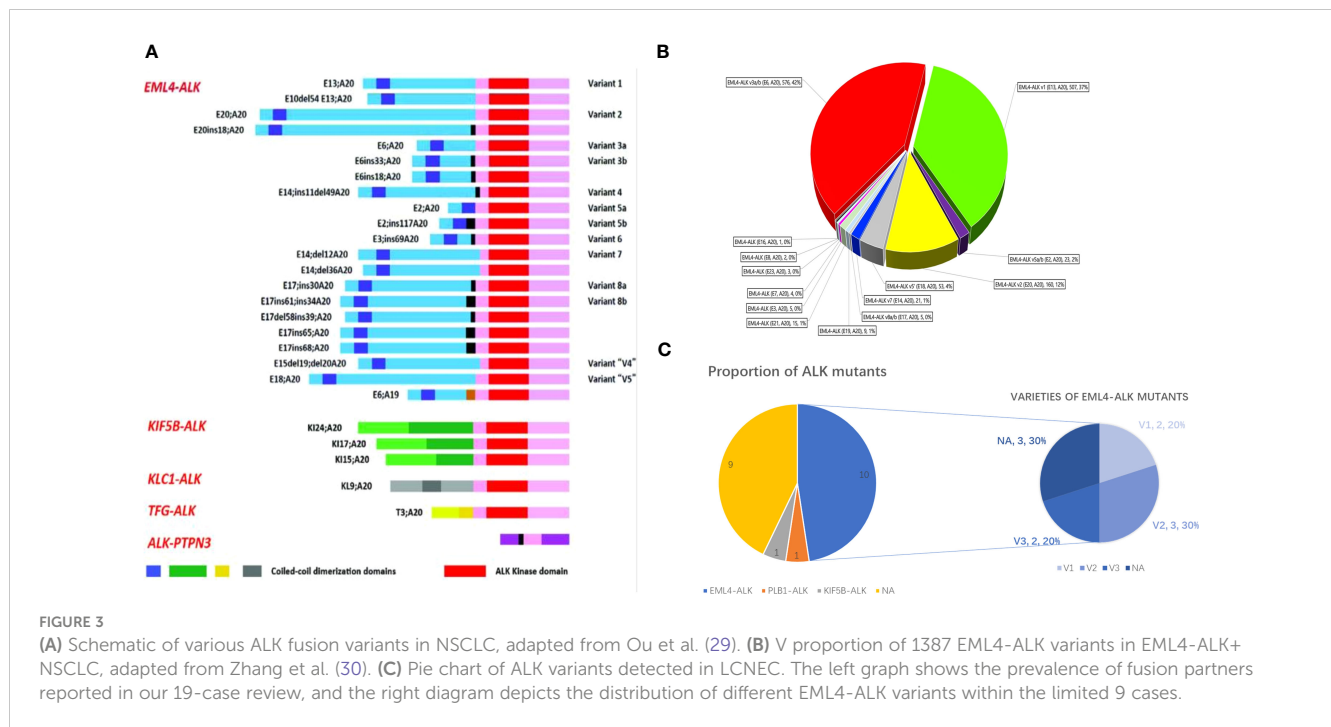 A
EML4-ALK
E13;A20
Variant 1
E10del54 E13;A20
E20;A20
Variant 2
E20ins18;A20
E6;A20
Variant 3a
E6ins33;A20
Variant 3b
E6ins18;A20
E14;ins11del49A20
Variant 4
E2;A20
Variant 5a
E2;ins117A20
Variant 5b
E3;ins69A20
Variant 6
E14;del12A20
Variant 7
E14;del36A20
E17;ins30A20
Variant 8a
E17ins61;ins34A20
Variant 8b
E17del58ins39;A20
E17ins65;A20
E17ins68;A20
E15del19;del20A20
Variant "V4"
E18;A20
Variant "V5"
E6;A19
KIF5B-ALK
KI24;A20
KI17;A20
KI15;A20
KLC1-ALK
KL9;A20
TFG-ALK
T3;A20
ALK-PTPN3
Coiled-coil dimerization domains
ALK Kinase domain
B
EML4-ALK v3a/b (E6, A20), 576, 42%
EML4-ALK v1 (E13, A20), 507, 37%
EML4-ALK v5a/b (E2, A20), 23, 2%
EML4-ALK v2 (E20, A20), 160, 12%
EML4-ALK v5' (E18, A20), 53, 4%
EML4-ALK v7 (E14, A20), 21, 1%
EML4-ALK v8a/b (E17, A20), 5, 0%
EML4-ALK (E19, A20), 9, 1%
EML4-ALK (E21, A20), 15, 1%
EML4-ALK (E3, A20), 5, 0%
EML4-ALK (E7, A20), 4, 0%
EML4-ALK (E23, A20), 3, 0%
EML4-ALK (E8, A20), 2, 0%
EML4-ALK (E16, A20), 1, 0%
C
Proportion of ALK mutants
9
10
1
1
EML4-ALK PLB1-ALK KIF5B-ALK NA
VARIETIES OF EML4-ALK MUTANTS
NA, 3, 30%
V1, 2, 20%
V3, 2, 20%
V2, 3, 30%
V1 V2 V3 NA
FIGURE 3
(A) Schematic of various ALK fusion variants in NSCLC, adapted from Ou et al. (29). (B) V proportion of 1387 EML4-ALK variants in EML4-ALK+
NSCLC, adapted from Zhang et al. (30). (C) Pie chart of ALK variants detected in LCNEC. The left graph shows the prevalence of fusion partners
reported in our 19-case review, and the right diagram depicts the distribution of different EML4-ALK variants within the limited 9 cases.